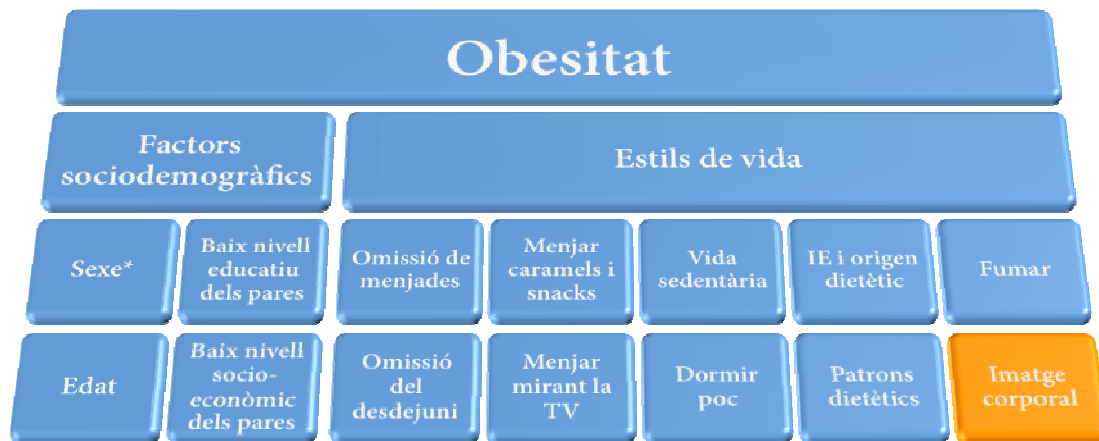 Obesitat
Factors
sociodemogràfics
Estils de vida
Sexe*
Baix nivell
educatiu
dels pares
Omissió de
menjades
Menjar
caramels i
snacks
Vida
sedentària
IE i origen
dietètic
Fumar
Edat
Baix nivell
socio-
econòmic
dels pares
Omissió
del
desdejuni
Menjar
mirant la
TV
Dormir
poc
Patrons
dietètics
Imatge
corporal